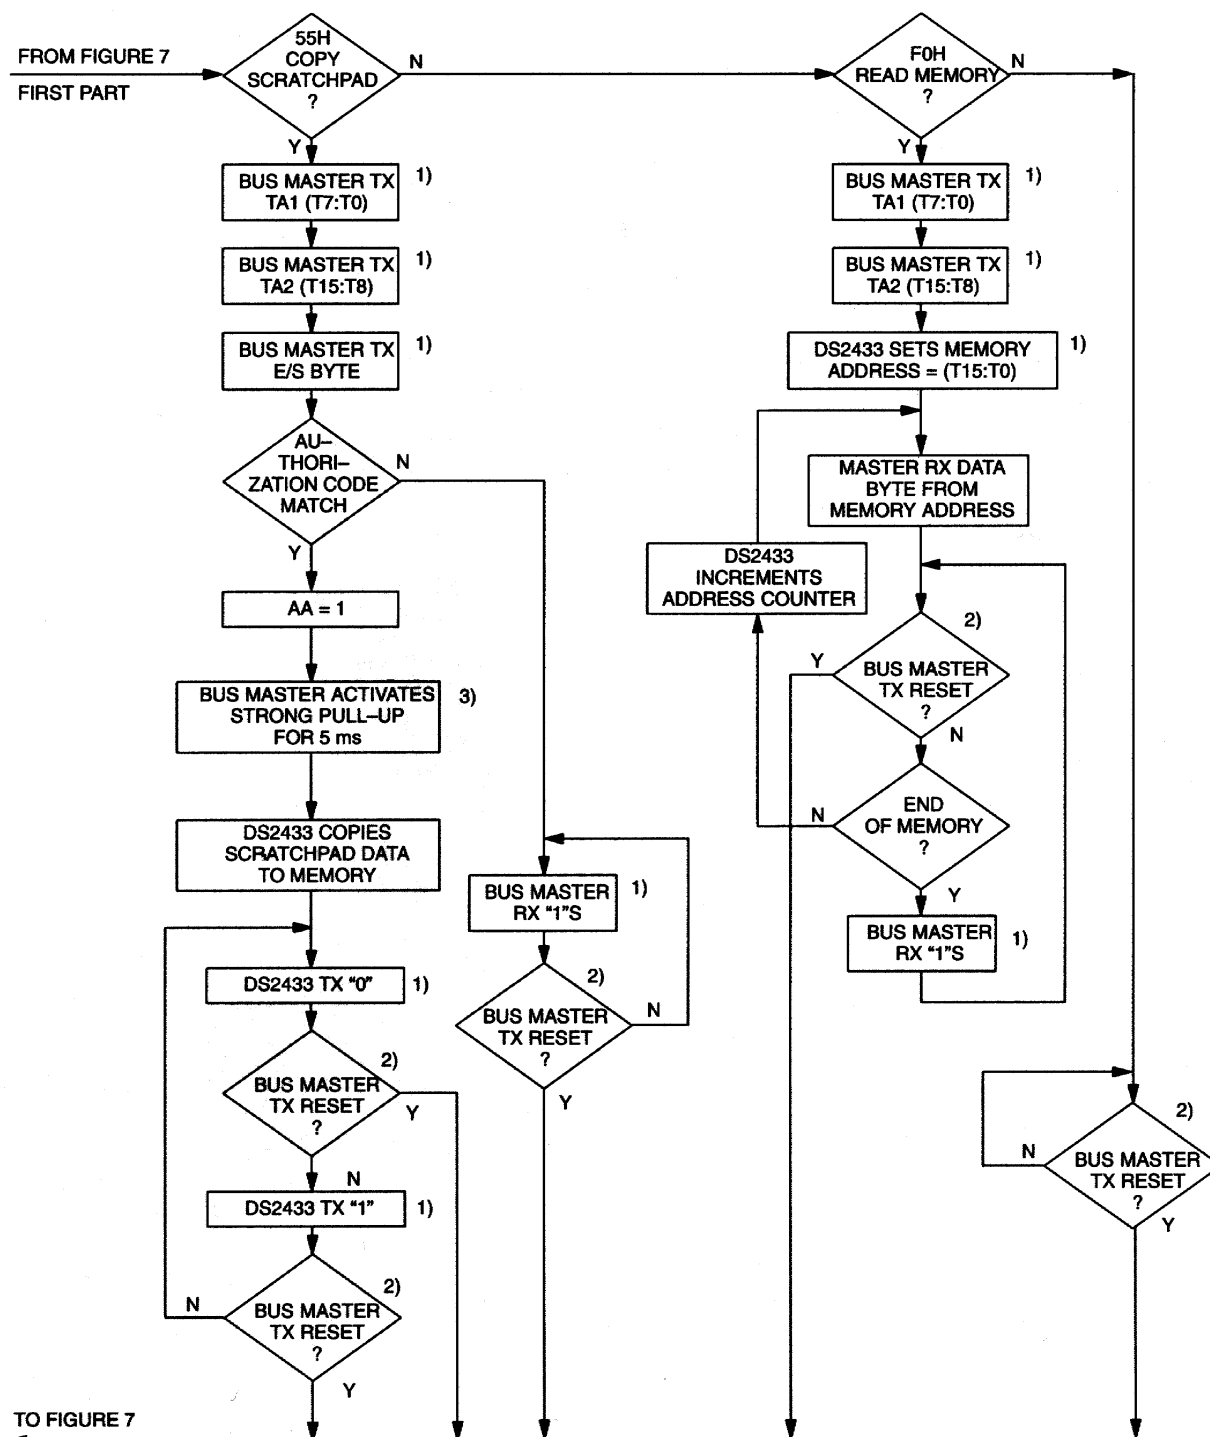 FROM FIGURE 7
FIRST PART
55H
COPY
SCRATCHPAD
?
N
Y
BUS MASTER TX
TA1 (T7:T0)
1)
BUS MASTER TX
TA2 (T15:T8)
1)
BUS MASTER TX
E/S BYTE
1)
AU–
THORI–
ZATION CODE
MATCH
N
Y
AA = 1
BUS MASTER ACTIVATES
STRONG PULL–UP
FOR 5 ms
3)
DS2433 COPIES
SCRATCHPAD DATA
TO MEMORY
DS2433 TX “0”
1)
BUS MASTER
TX RESET
?
2)
Y
N
DS2433 TX “1”
1)
BUS MASTER
TX RESET
?
2)
N
Y
BUS MASTER
RX “1”S
1)
BUS MASTER
TX RESET
?
2)
N
Y
F0H
READ MEMORY
?
N
Y
BUS MASTER TX
TA1 (T7:T0)
1)
BUS MASTER TX
TA2 (T15:T8)
1)
DS2433 SETS MEMORY
ADDRESS = (T15:T0)
1)
MASTER RX DATA
BYTE FROM
MEMORY ADDRESS
DS2433
INCREMENTS
ADDRESS COUNTER
BUS MASTER
TX RESET
?
2)
Y
N
END
OF MEMORY
?
N
Y
BUS MASTER
RX “1”S
1)
BUS MASTER
TX RESET
?
2)
N
Y
TO FIGURE 7